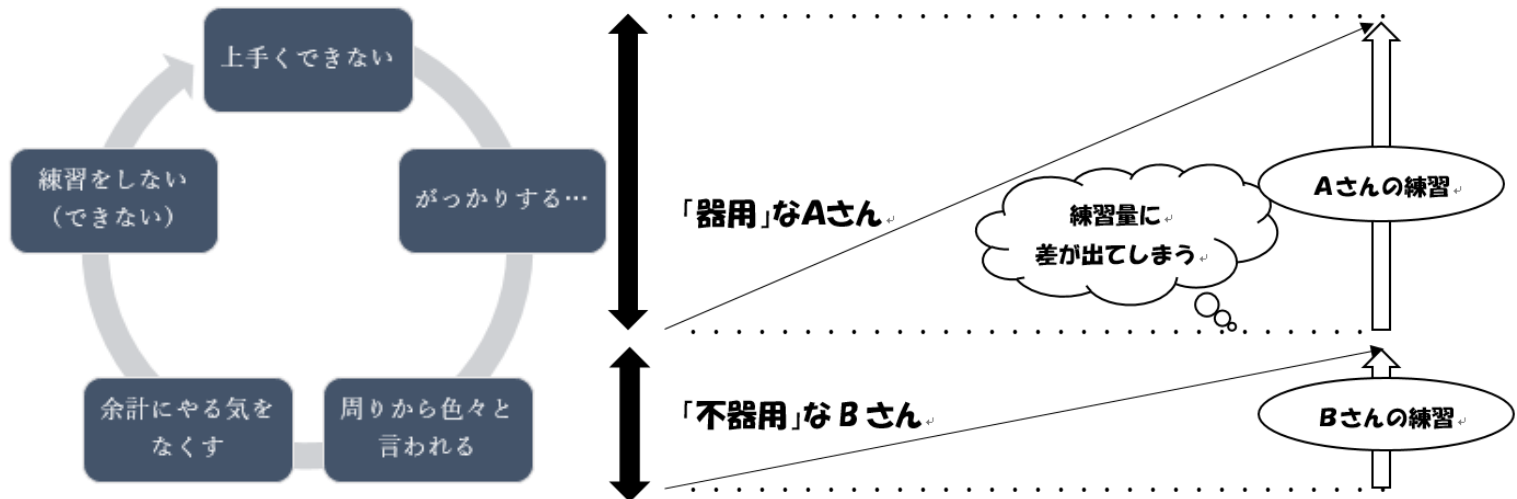 上手くできない
がっかりする…
周りから色々と
言われる
余計にやる気を
なくす
練習をしない
（できない）
「器用」なAさん
練習量に
差が出てしまう
Aさんの練習
「不器用」なBさん
Bさんの練習